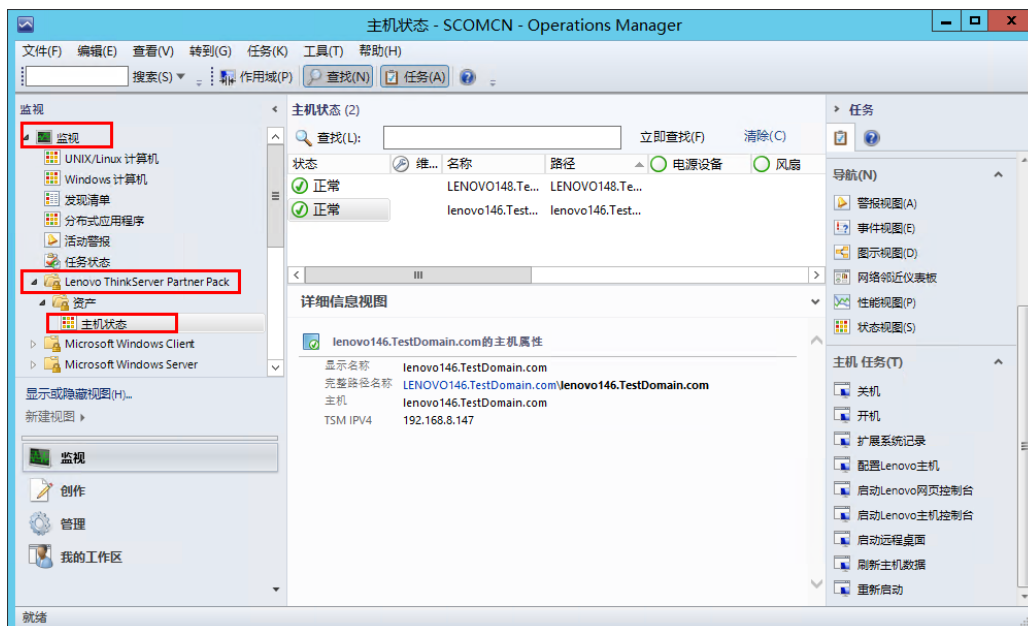 主机状态 - SCOMCN - Operations Manager
文件(F) 编辑(E) 查看(V) 转到(G) 任务(K) 工具(T) 帮助(H)
搜索(S) 作用域(P) 查找(N) 任务(A)
监视
监视
UNIX/Linux 计算机
Windows 计算机
发现清单
分布式应用程序
活动警报
任务状态
Lenovo ThinkServer Partner Pack
资产
主机状态
Microsoft Windows Client
Microsoft Windows Server
显示或隐藏视图(H)...
新建视图
监视
创作
管理
我的工作区
主机状态 (2)
查找(L): 立即查找(F) 清除(C)
状态 维... 名称 路径 电源设备 风扇
正常 LENOVO148.Te... LENOVO148.Te...
正常 lenovo146.Test... lenovo146.Test...
详细信息视图
lenovo146.TestDomain.com的主机属性
显示名称 lenovo146.TestDomain.com
完整路径名称 LENOVO146.TestDomain.com\lenovo146.TestDomain.com
主机 lenovo146.TestDomain.com
TSM IPV4 192.168.8.147
任务
导航(N)
警报视图(A)
事件视图(E)
图示视图(D)
网络邻近仪表板
性能视图(P)
状态视图(S)
主机 任务(T)
关机
开机
扩展系统记录
配置Lenovo主机
启动Lenovo网页控制台
启动Lenovo主机控制台
启动远程桌面
刷新主机数据
重新启动
就绪